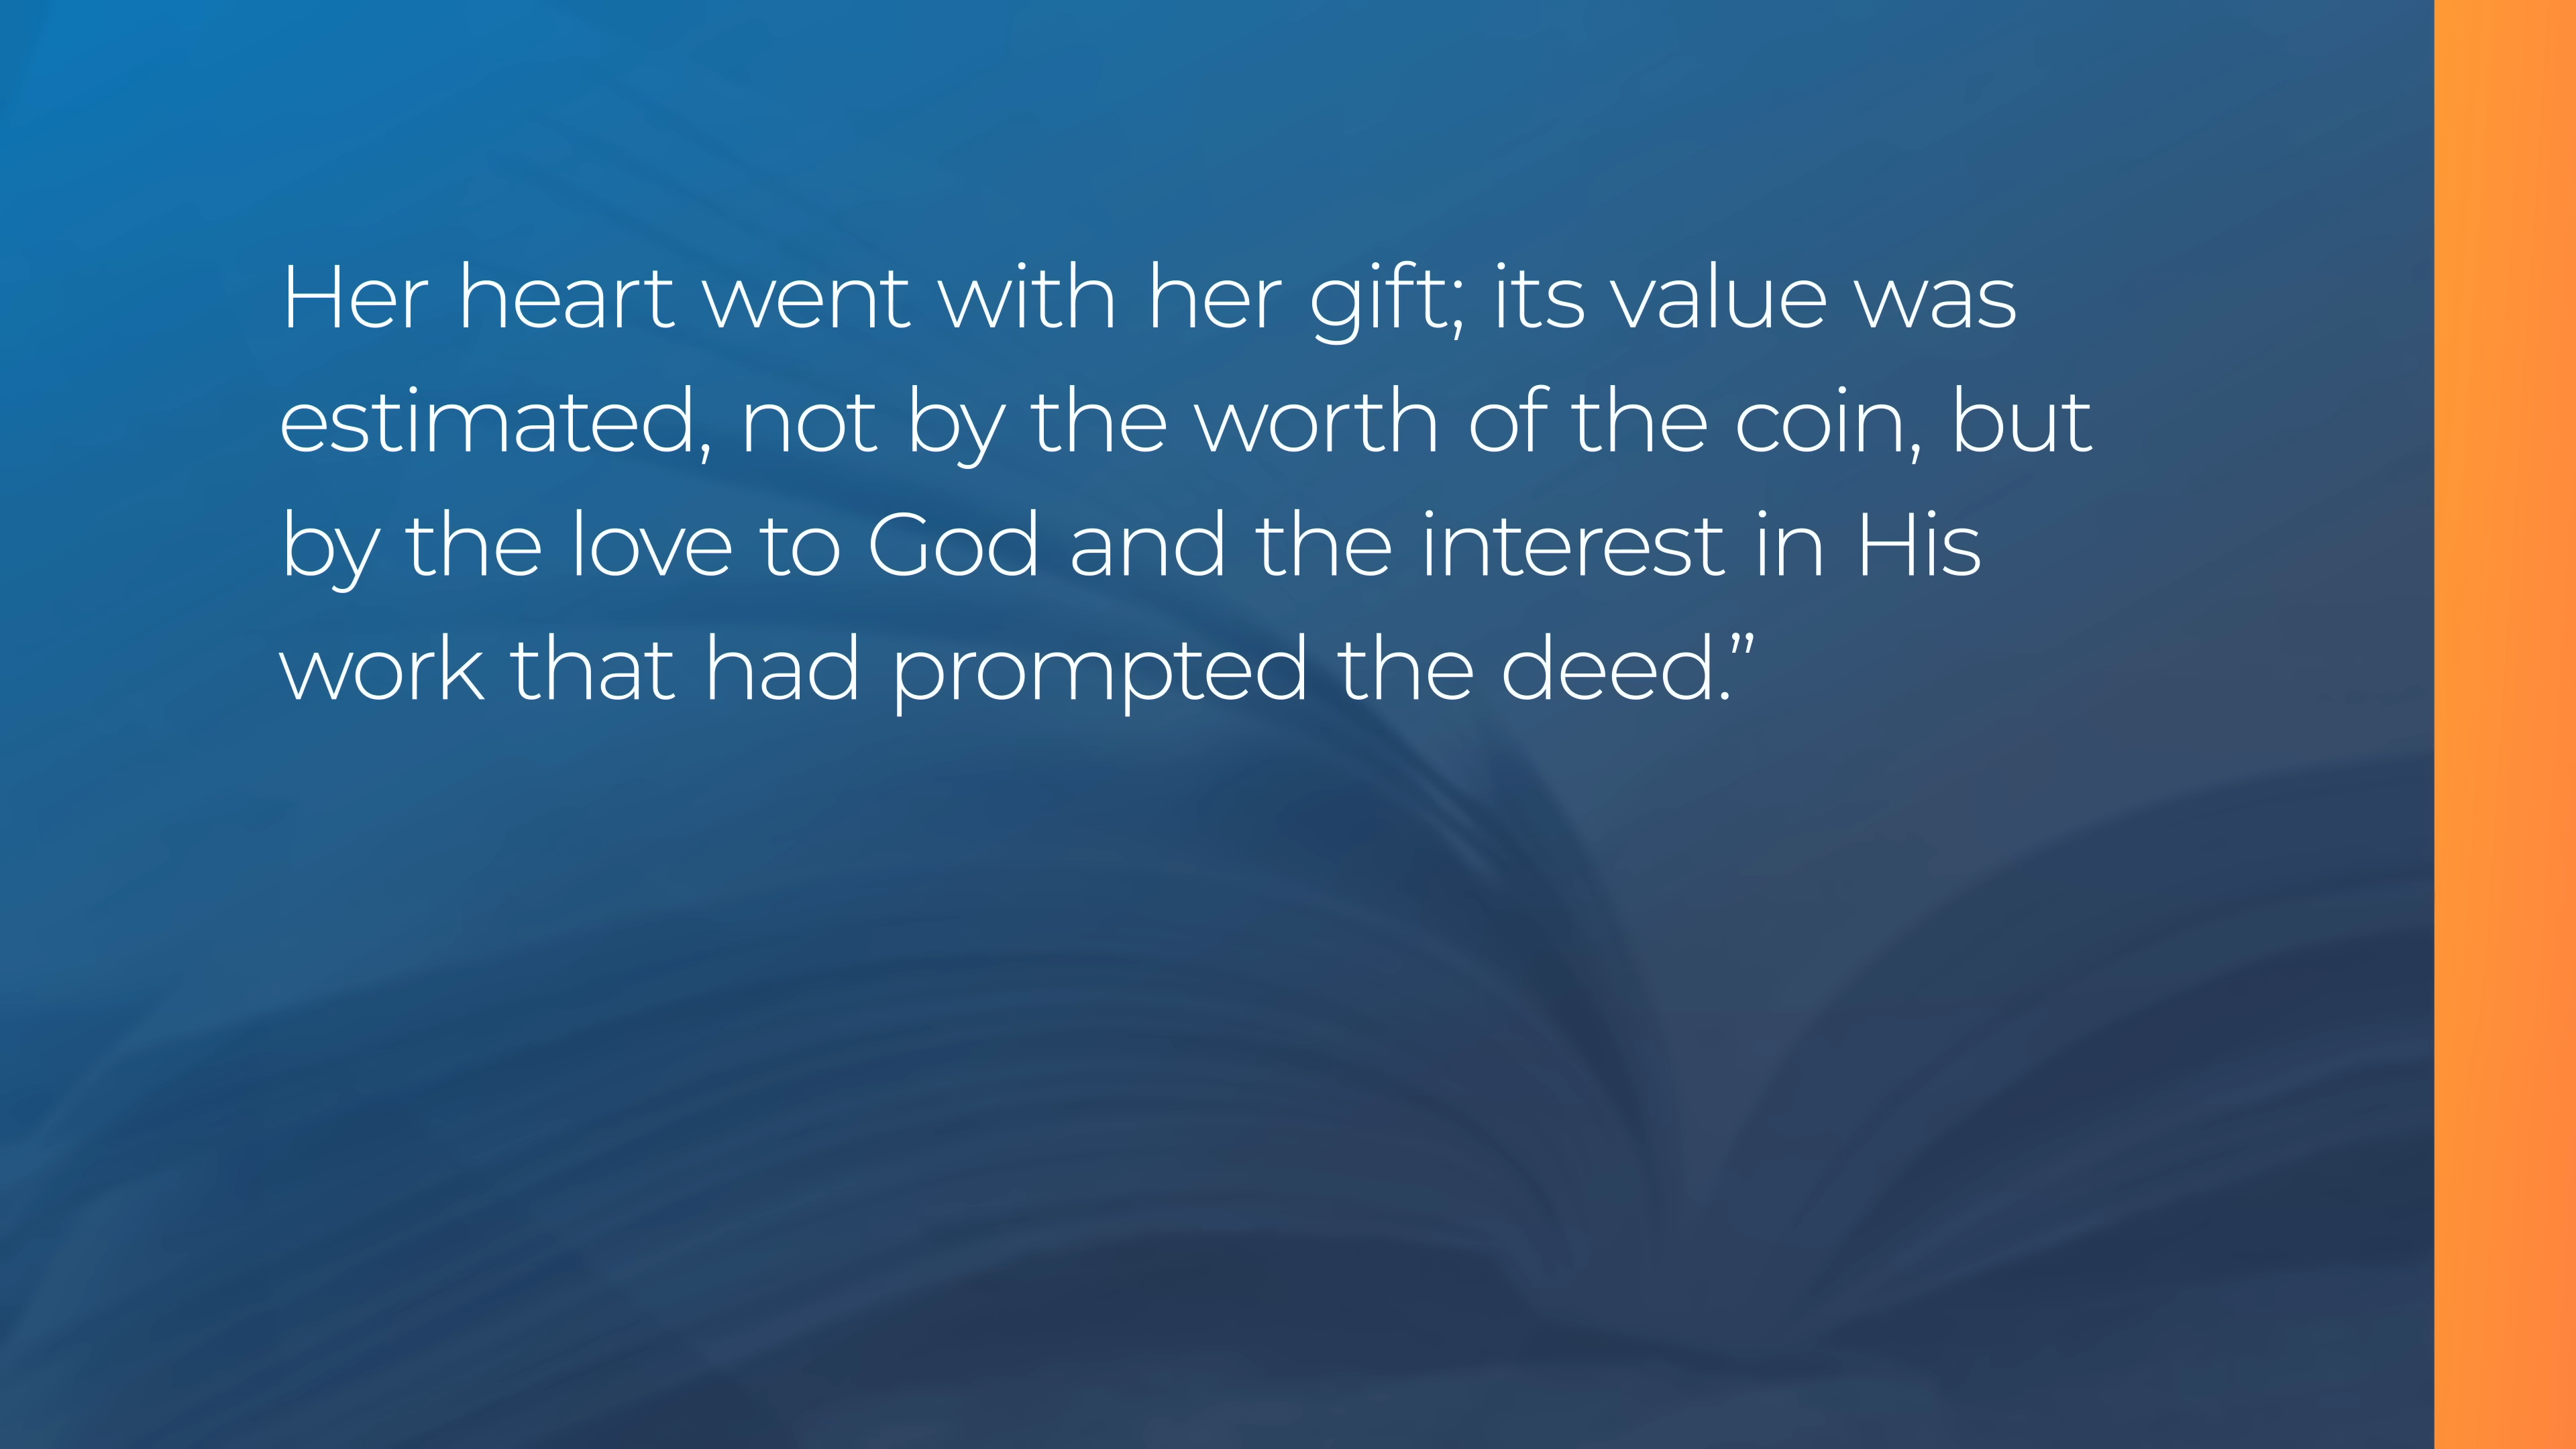 Her heart went with her gift; its value was
estimated, not by the worth of the coin, but
by the love to God and the interest in His
work that had prompted the deed.”